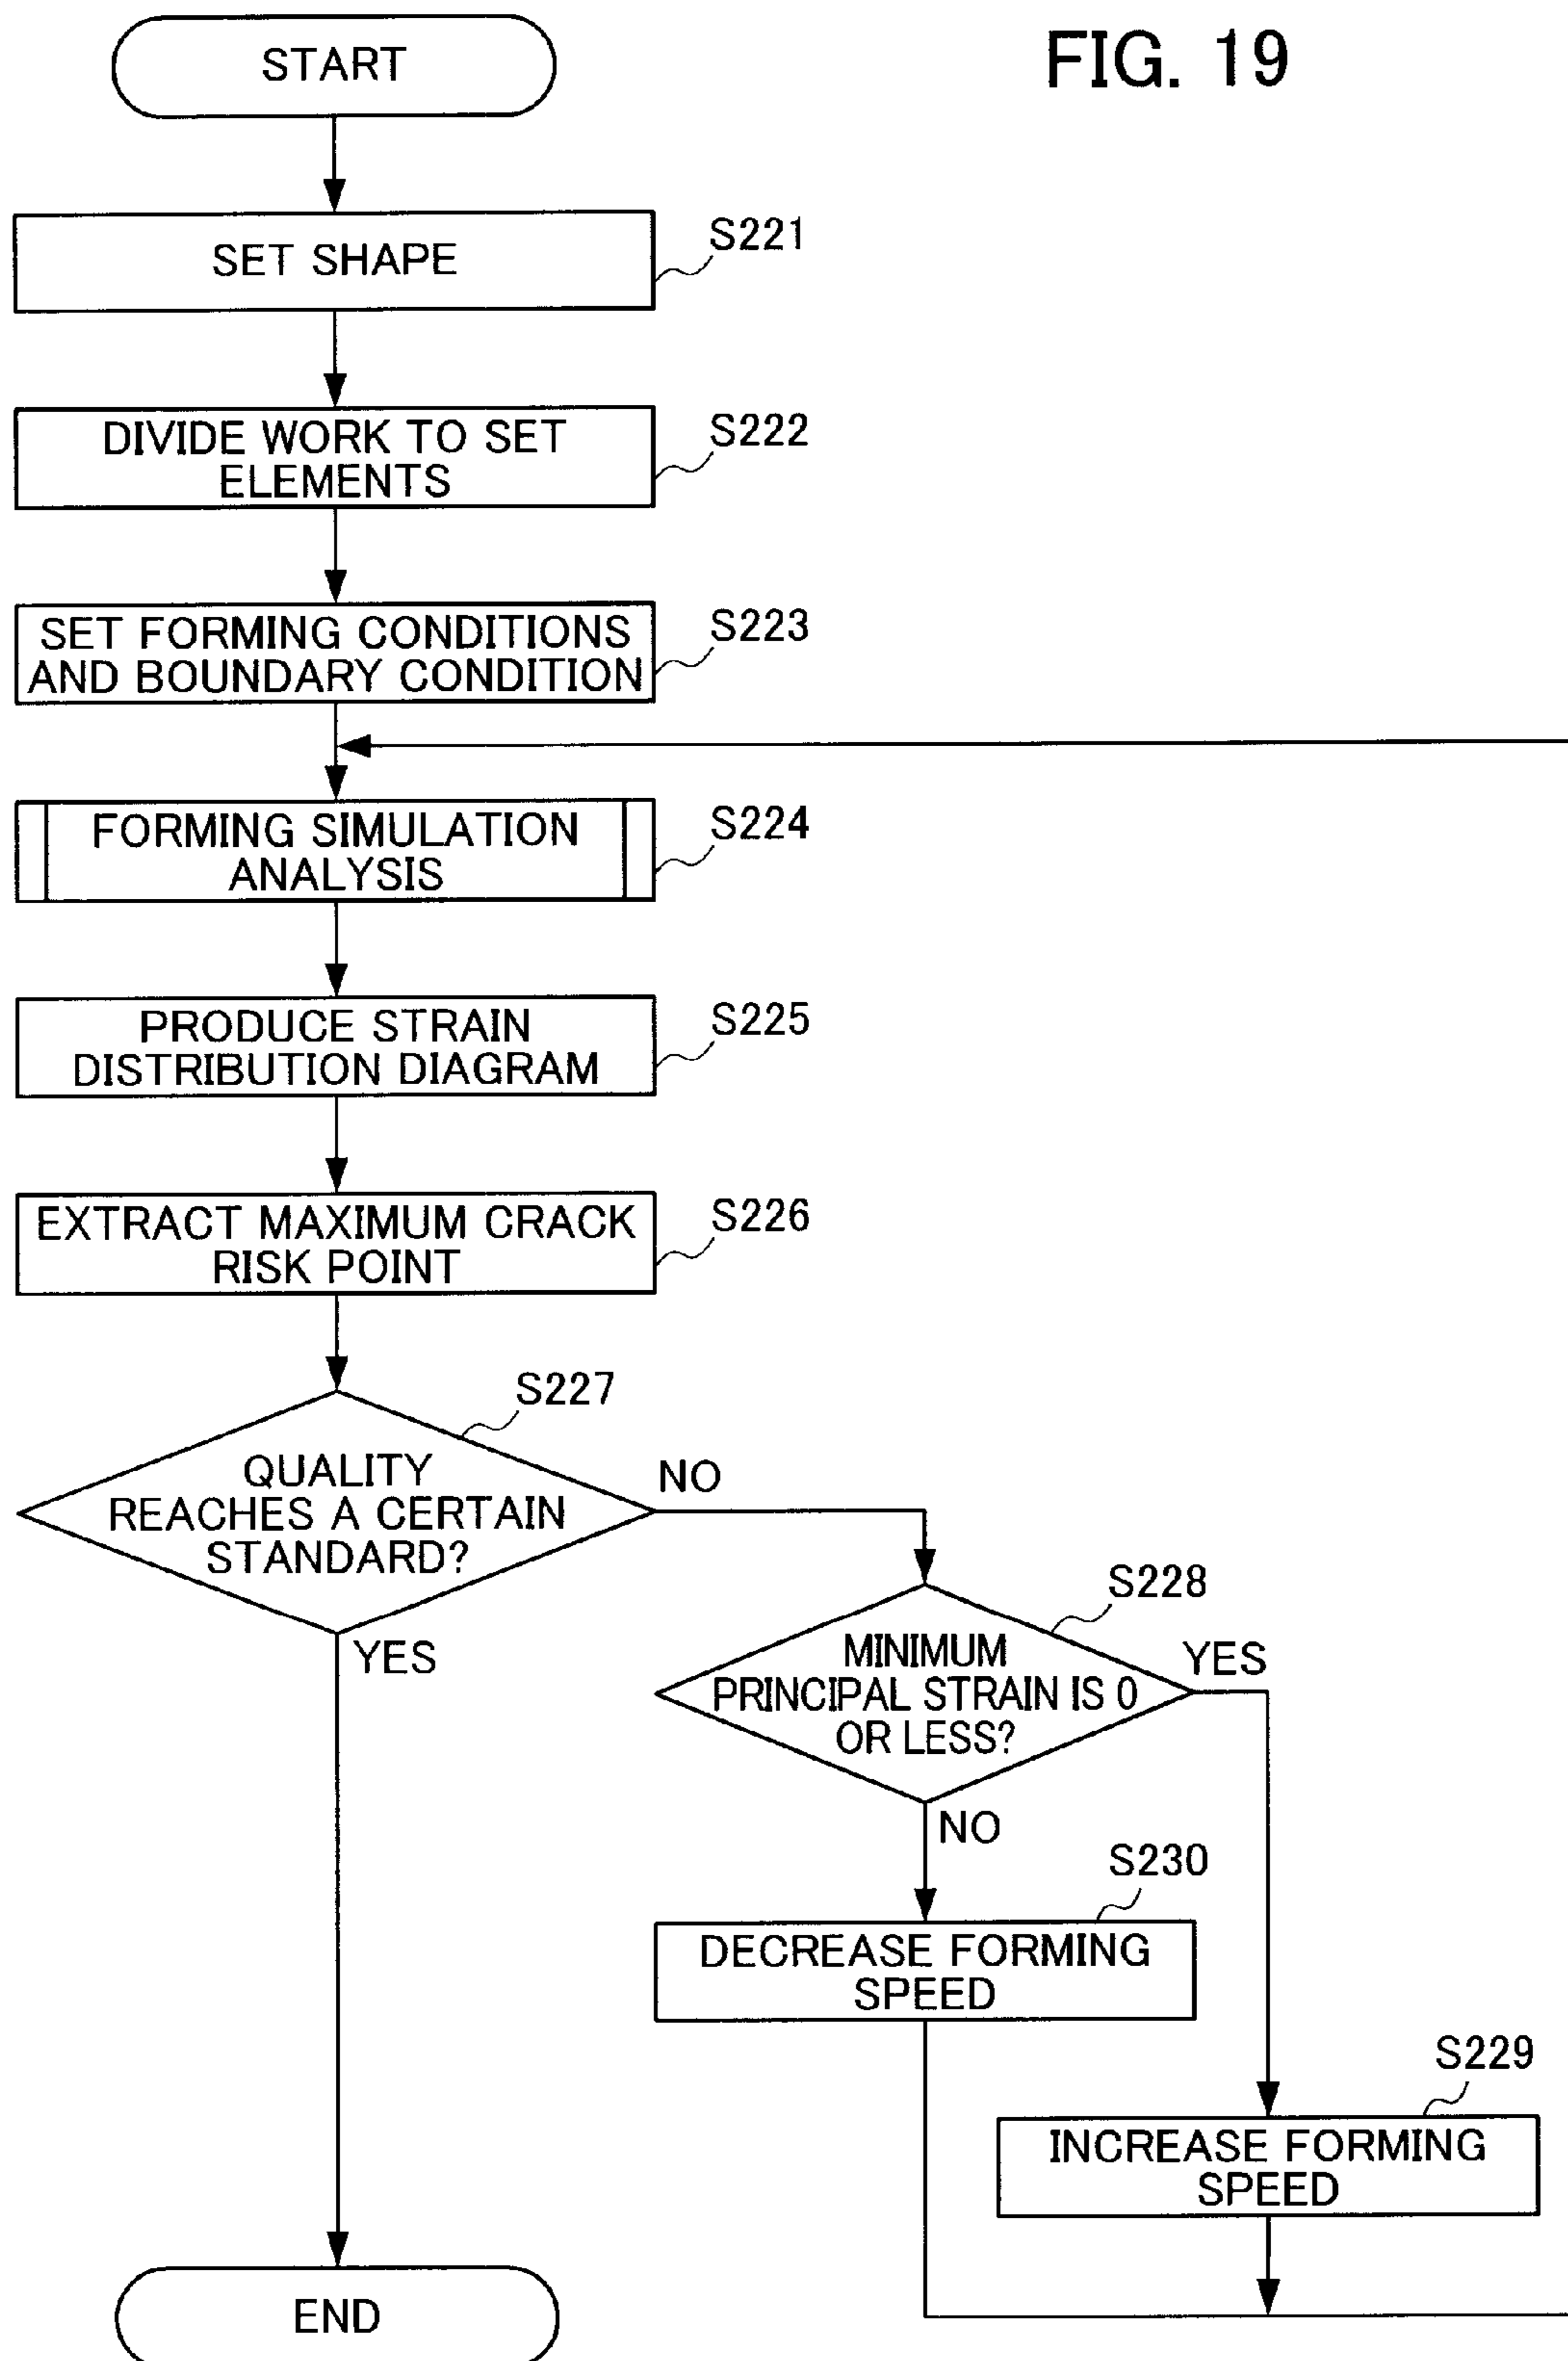 FIG. 19
START
SET SHAPE
S221
DIVIDE WORK TO SET
ELEMENTS
S222
SET FORMING CONDITIONS
AND BOUNDARY CONDITION
S223
FORMING SIMULATION
ANALYSIS
S224
PRODUCE STRAIN
DISTRIBUTION DIAGRAM
S225
EXTRACT MAXIMUM CRACK
RISK POINT
S226
S227
QUALITY
REACHES A CERTAIN
STANDARD?
NO
YES
S228
MINIMUM
PRINCIPAL STRAIN IS 0
OR LESS?
YES
NO
S230
DECREASE FORMING
SPEED
S229
INCREASE FORMING
SPEED
END